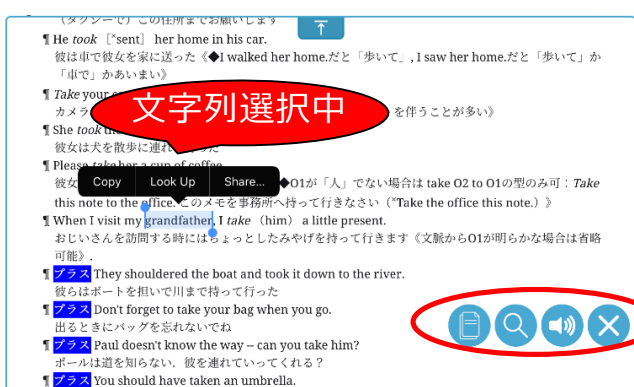 (タクシーで) この住所までお願いします
¶ He took [˟sent] her home in his car.
彼は車で彼女を家に送った《◆I walked her home.だと「歩いて」, I saw her home.だと「歩いて」か
「車で」かあいまい》
¶ Take your
カメラ を伴うことが多い》
文字列選択中
¶ She took the
彼女は犬を散歩に連れ った
¶ Please take her a cup of coffee.
彼女 ◆O1が「人」でない場合は take O2 to O1の型のみ可:Take
Copy Look Up Share...
this note to the office.このメモを事務所へ持って行きなさい (˟Take the office this note.) 》
¶ When I visit my grandfather, I take (him) a little present.
おじいさんを訪問する時にはちょっとしたみやげを持って行きます《文脈からO1が明らかな場合は省略
可能》.
¶ プラス They shouldered the boat and took it down to the river.
彼らはボートを担いで川まで持って行った
¶ プラス Don't forget to take your bag when you go.
出るときにバッグを忘れないでね
¶ プラス Paul doesn't know the way -- can you take him?
ポールは道を知らない. 彼を連れていってくれる?
¶ プラス You should have taken an umbrella.